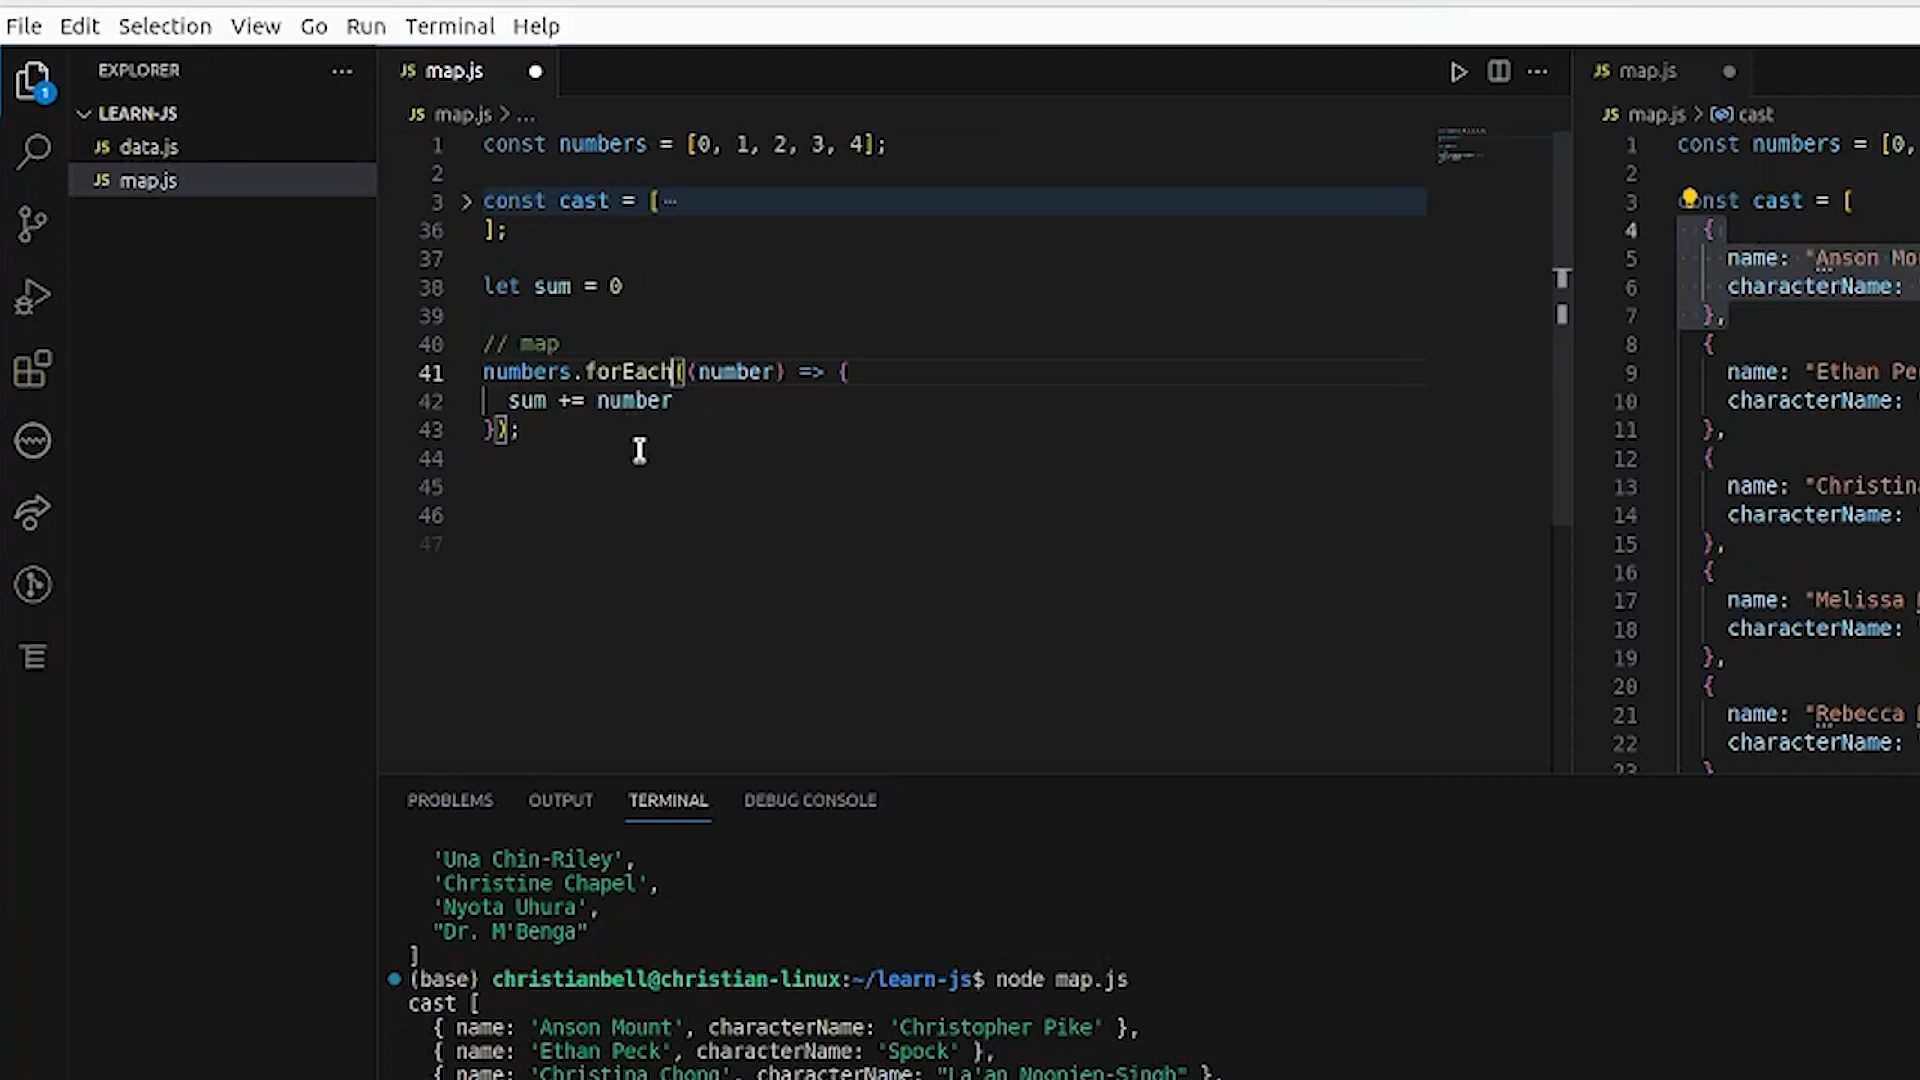 File Edit Selection View Go Run Terminal Help
EXPLORER
LEARN-JS
JS data.js
JS map.js
1
JS map.js
JS map.js > ...
1 const numbers = [0, 1, 2, 3, 4];
2
3 const cast = [
36 ];
37
38 let sum = 0
39
40 // map
41 numbers.forEach((number) => {
42 sum += number
43 });
44
45
46
47
JS map.js
JS map.js > cast
1 const numbers = [0,
2
3 const cast = [
4 {
5 name: "Anson Mou
6 characterName:
7 },
8 {
9 name: "Ethan Pe
10 characterName:
11 },
12 {
13 name: "Christina
14 characterName:
15 },
16 {
17 name: "Melissa
18 characterName:
19 },
20 {
21 name: "Rebecca
22 characterName:
23 }
PROBLEMS OUTPUT TERMINAL DEBUG CONSOLE
'Una Chin-Riley',
'Christine Chapel',
'Nyota Uhura',
"Dr. M'Benga"
]
(base) christianbell@christian-linux:~/learn-js$ node map.js
cast [
{ name: 'Anson Mount', characterName: 'Christopher Pike' },
{ name: 'Ethan Peck', characterName: 'Spock' },
{ name: 'Christina Chong', characterName: "La'an Noonien-Singh" },